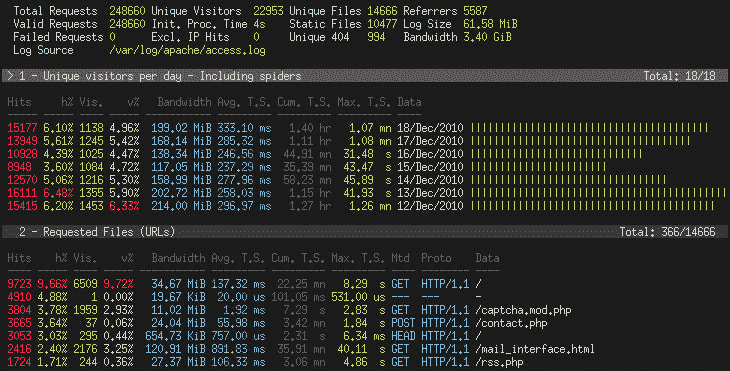 Total Requests 248660 Unique Visitors 22953 Unique Files 14666 Referrers 5587
Valid Requests 248660 Init. Proc. Time 4s Static Files 10477 Log Size 61.58 MiB
Failed Requests 0 Excl. IP Hits 0 Unique 404 994 Bandwidth 3.40 GiB
Log Source /var/log/apache/access.log
> 1 - Unique visitors per day - Including spiders Total: 18/18
Hits h% Vis. v% Bandwidth Avg. T.S. Cum. T.S. Max. T.S. Data
15177 6.10% 1138 4.96% 199.02 MiB 333.10 ms 1.40 hr 1.07 mn 18/Dec/2010
13949 5.61% 1245 5.42% 168.14 MiB 285.32 ms 1.11 hr 1.08 mn 17/Dec/2010
10928 4.39% 1025 4.47% 138.34 MiB 246.56 ms 44.91 mn 31.48 s 16/Dec/2010
8948 3.60% 1084 4.72% 117.05 MiB 237.29 ms 35.39 mn 43.47 s 15/Dec/2010
12570 5.06% 1216 5.30% 158.99 MiB 277.96 ms 58.23 mn 45.89 s 14/Dec/2010
16111 6.48% 1355 5.90% 202.72 MiB 258.03 ms 1.15 hr 41.93 s 13/Dec/2010
15415 6.20% 1453 6.33% 214.00 MiB 296.97 ms 1.27 hr 1.26 mn 12/Dec/2010
2 - Requested Files (URLs) Total: 366/14666
Hits h% Vis. v% Bandwidth Avg. T.S. Cum. T.S. Max. T.S. Mtd Proto Data
9723 9.66% 6509 9.72% 34.67 MiB 137.32 ms 22.25 mn 8.29 s GET HTTP/1.1 /
4910 4.88% 1 0.00% 19.67 KiB 20.00 us 101.05 ms 531.00 us --- --- -
3804 3.78% 1959 2.93% 11.02 MiB 1.92 ms 7.29 s 2.83 s GET HTTP/1.1 /captcha.mod.php
3665 3.64% 37 0.06% 24.04 MiB 55.98 ms 3.42 mn 1.84 s POST HTTP/1.1 /contact.php
3053 3.03% 295 0.44% 654.73 KiB 757.00 us 2.31 s 6.34 ms HEAD HTTP/1.1 /
2416 2.40% 2176 3.25% 120.91 MiB 891.83 ms 35.91 mn 40.11 s GET HTTP/1.1 /mail_interface.html
1724 1.71% 244 0.36% 27.37 MiB 106.33 ms 3.06 mn 4.86 s GET HTTP/1.1 /rss.php